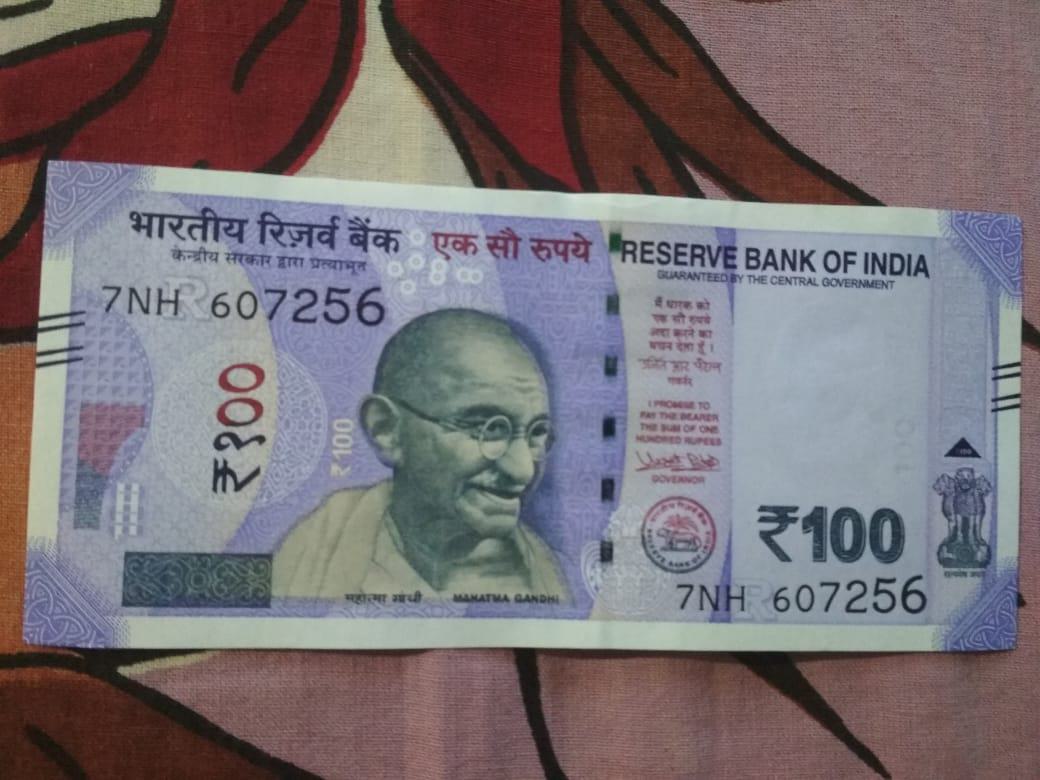 भारतीय रिज़र्व बैंक
केन्द्रीय सरकार द्वारा प्रत्याभूत
एक सौ रुपये
RESERVE BANK OF INDIA
GUARANTEED BY THE CENTRAL GOVERNMENT
7NH 607256
₹१००
₹100
मैं धारक को
एक सौ रुपये
अदा करने का
वचन देता हूँ।
गवर्नर
I PROMISE TO
PAY THE BEARER
THE SUM OF ONE
HUNDRED RUPEES
GOVERNOR
₹100
महात्मा गांधी
MAHATMA GANDHI
7NH 607256
सत्यमेव जयते